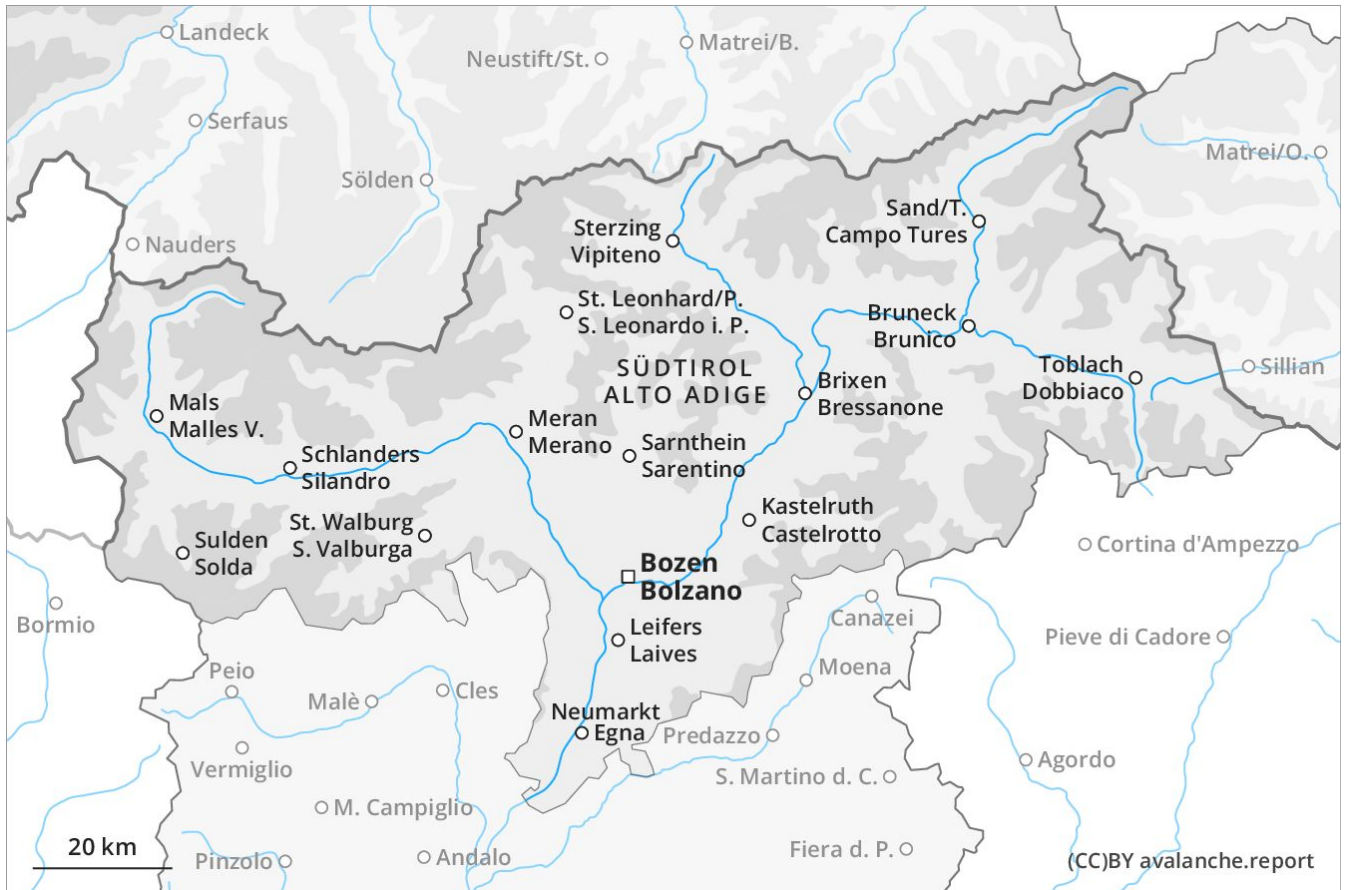 Landeck
Neustift/St.
Matrei/B.
Serfaus
Matrei/O.
Sölden
Sand/T.
Campo Tures
Sterzing
Vipiteno
Nauders
St. Leonhard/P.
S. Leonardo i. P.
Bruneck
Brunico
SÜDTIROL
ALTO ADIGE
Toblach
Dobbiaco
Sillian
Brixen
Bressanone
Mals
Malles V.
Meran
Merano
Sarnthein
Sarentino
Schlanders
Silandro
Kastelruth
Castelrotto
St. Walburg
S. Valburga
Sulden
Solda
Cortina d'Ampezzo
Bozen
Bolzano
Bormio
Canazei
Leifers
Laives
Pieve di Cadore
Peio
Moena
Malè
Cles
Neumarkt
Egna
Predazzo
Vermiglio
Agordo
S. Martino d. C.
M. Campiglio
20 km
Pinzolo
Andalo
Fiera d. P.
(CC)BY avalanche.report